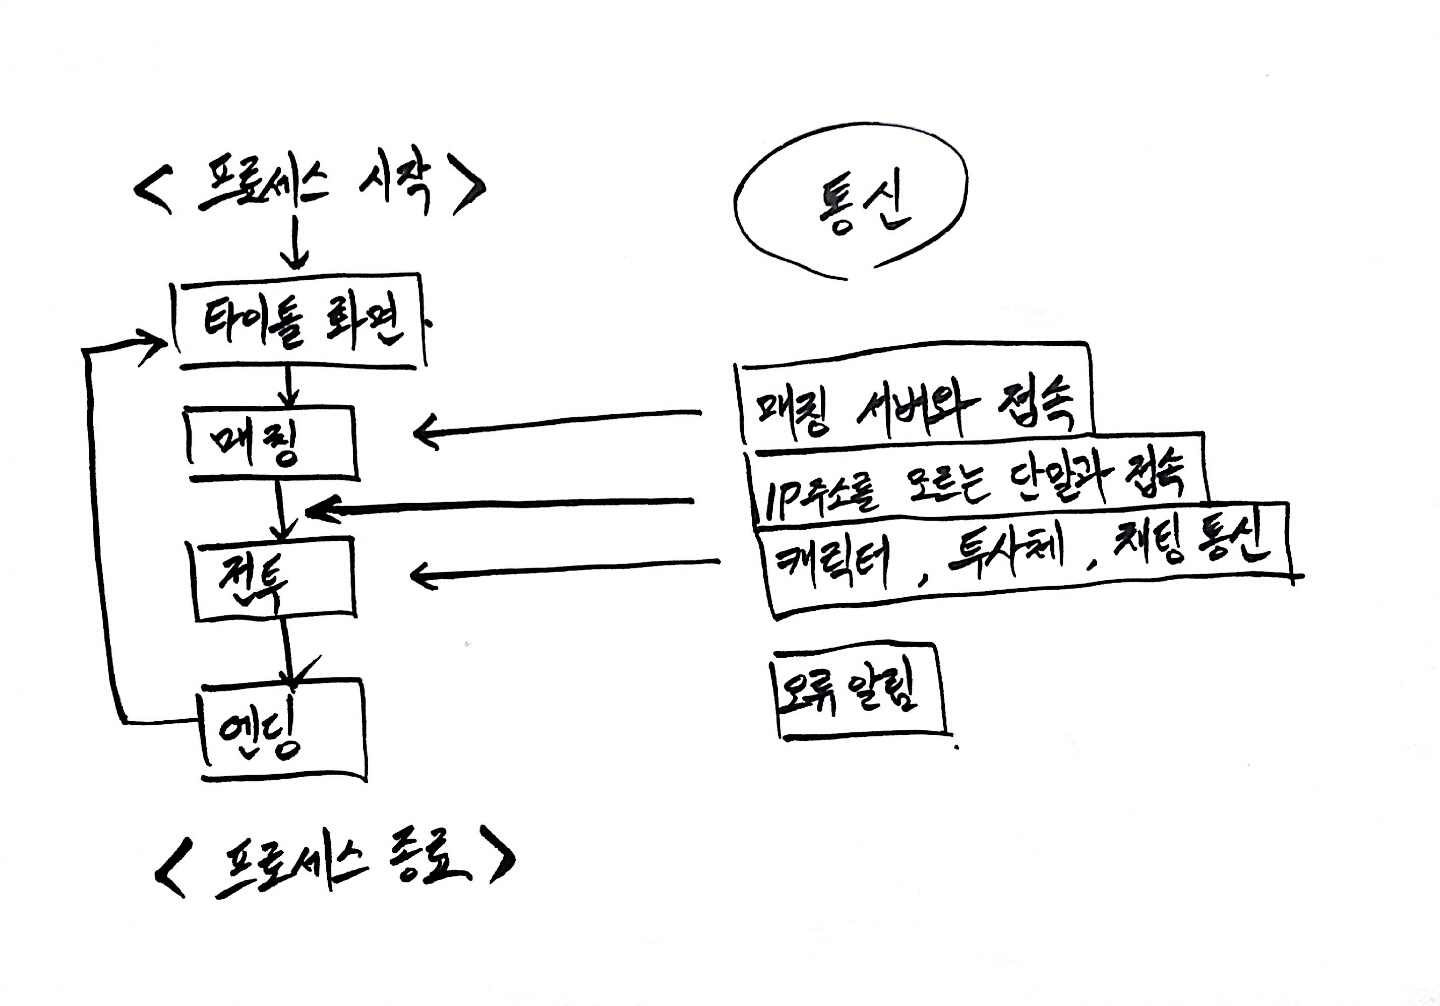 < 프로세스 시작 >
통신
타이틀 화면
매칭
전투
엔딩
< 프로세스 종료 >
매칭 서버와 접속
IP주소를 모르는 단말과 접속
캐릭터, 투사체, 채팅 통신
오류 알림